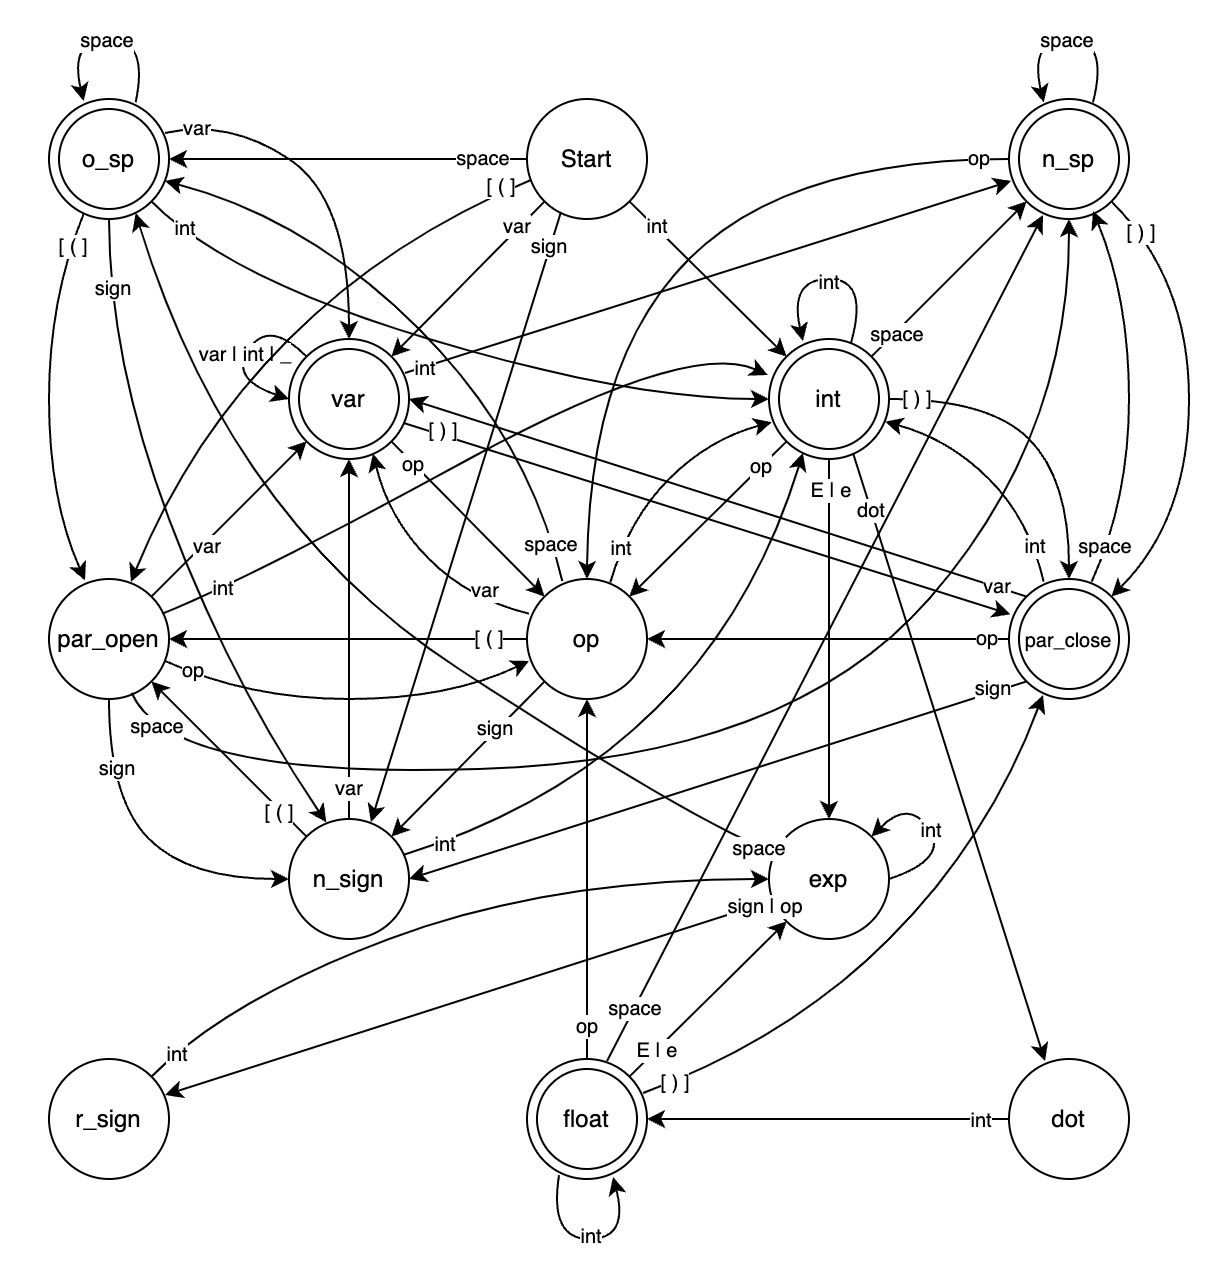 space
space
o_sp
var
space
Start
op
n_sp
[ ( ]
[ ( ]
int
var
int
[ ) ]
sign
sign
int
space
var | int | _
int
var
int
[ ) ]
[ ) ]
op
op
E | e
dot
var
space
int
int
space
int
var
var
par_open
[ ( ]
op
op
par_close
op
sign
space
sign
sign
var
[ ( ]
int
space
int
n_sign
exp
sign | op
space
op
int
E | e
[ ) ]
r_sign
float
int
dot
int